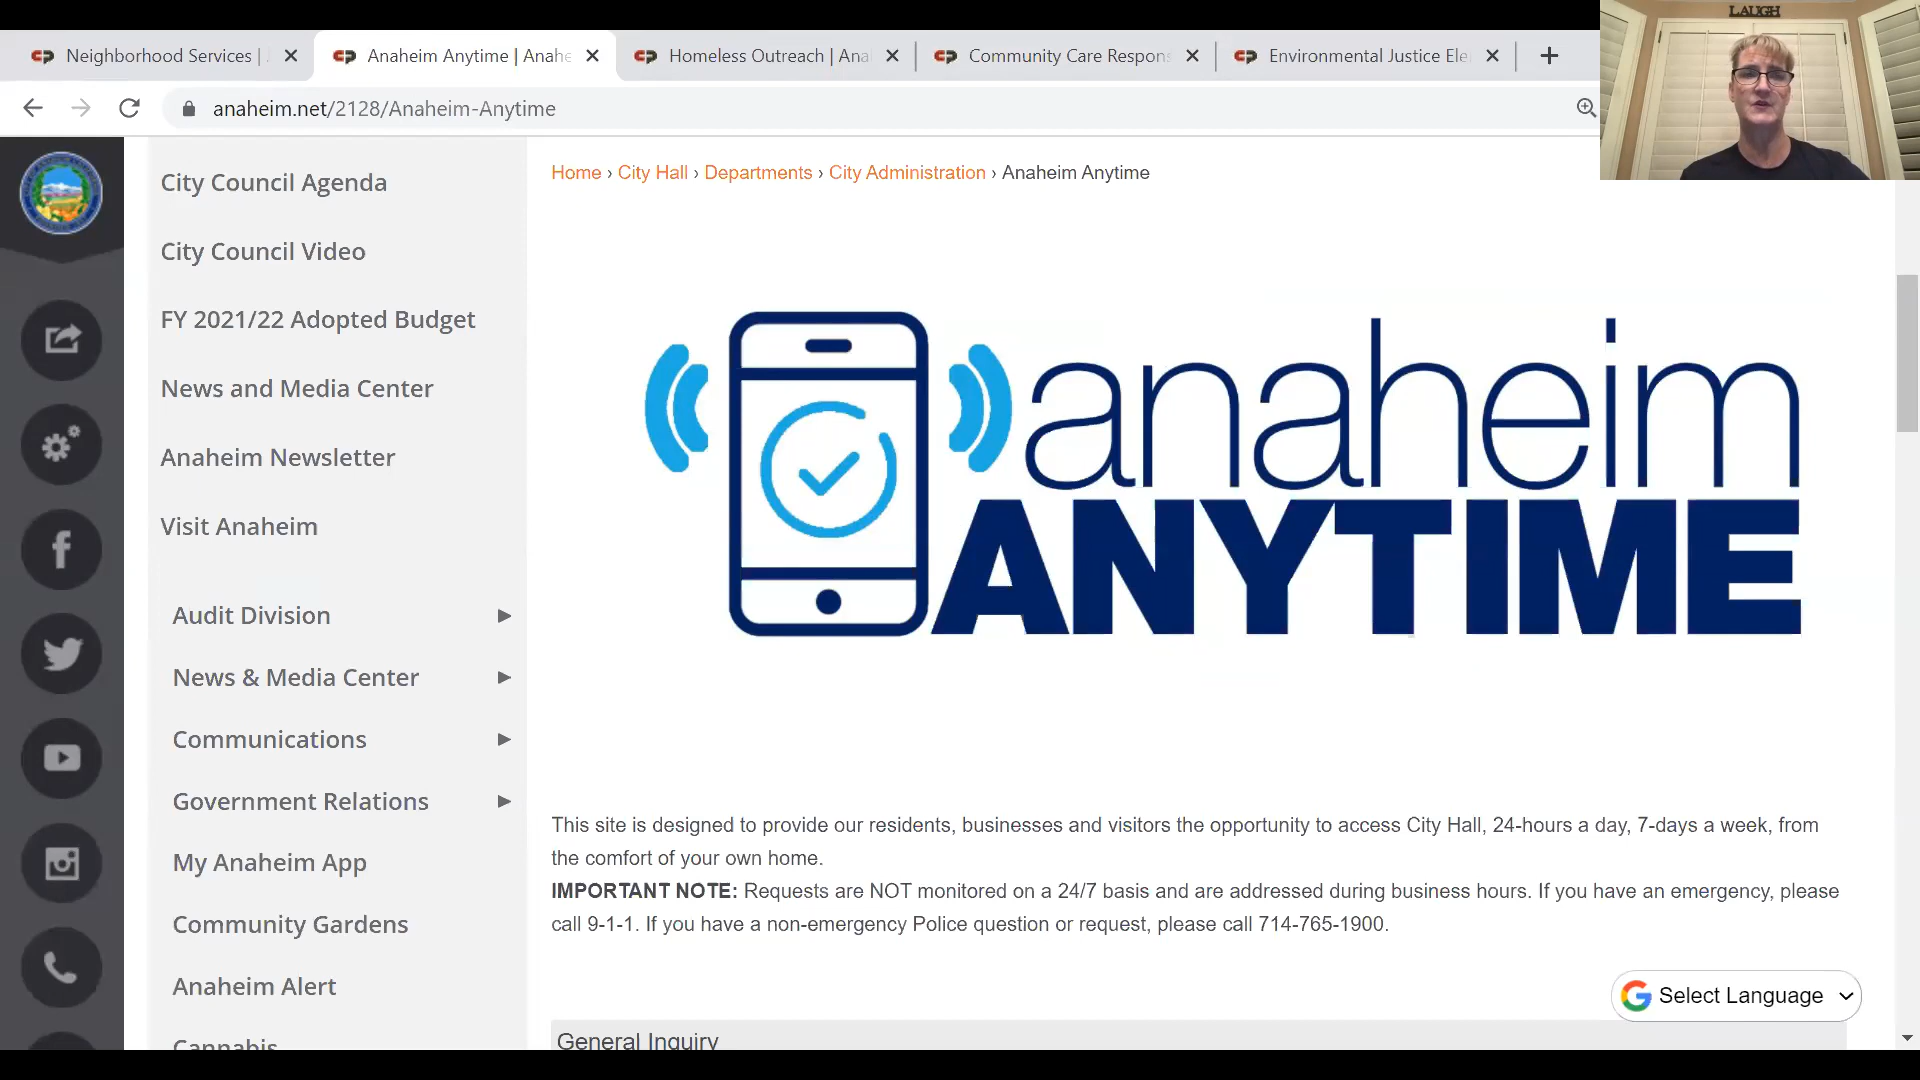 LAUGH
Neighborhood Services |
Anaheim Anytime | Anahe
Homeless Outreach | Ana
Community Care Respon
Environmental Justice Ele
anaheim.net/2128/Anaheim-Anytime
City Council Agenda
City Council Video
FY 2021/22 Adopted Budget
News and Media Center
Anaheim Newsletter
Visit Anaheim
Audit Division
News & Media Center
Communications
Government Relations
My Anaheim App
Community Gardens
Anaheim Alert
Cannabis
Home › City Hall › Departments › City Administration › Anaheim Anytime
anaheim
ANYTIME
This site is designed to provide our residents, businesses and visitors the opportunity to access City Hall, 24-hours a day, 7-days a week, from
the comfort of your own home.
IMPORTANT NOTE: Requests are NOT monitored on a 24/7 basis and are addressed during business hours. If you have an emergency, please
call 9-1-1. If you have a non-emergency Police question or request, please call 714-765-1900.
Select Language
General Inquiry